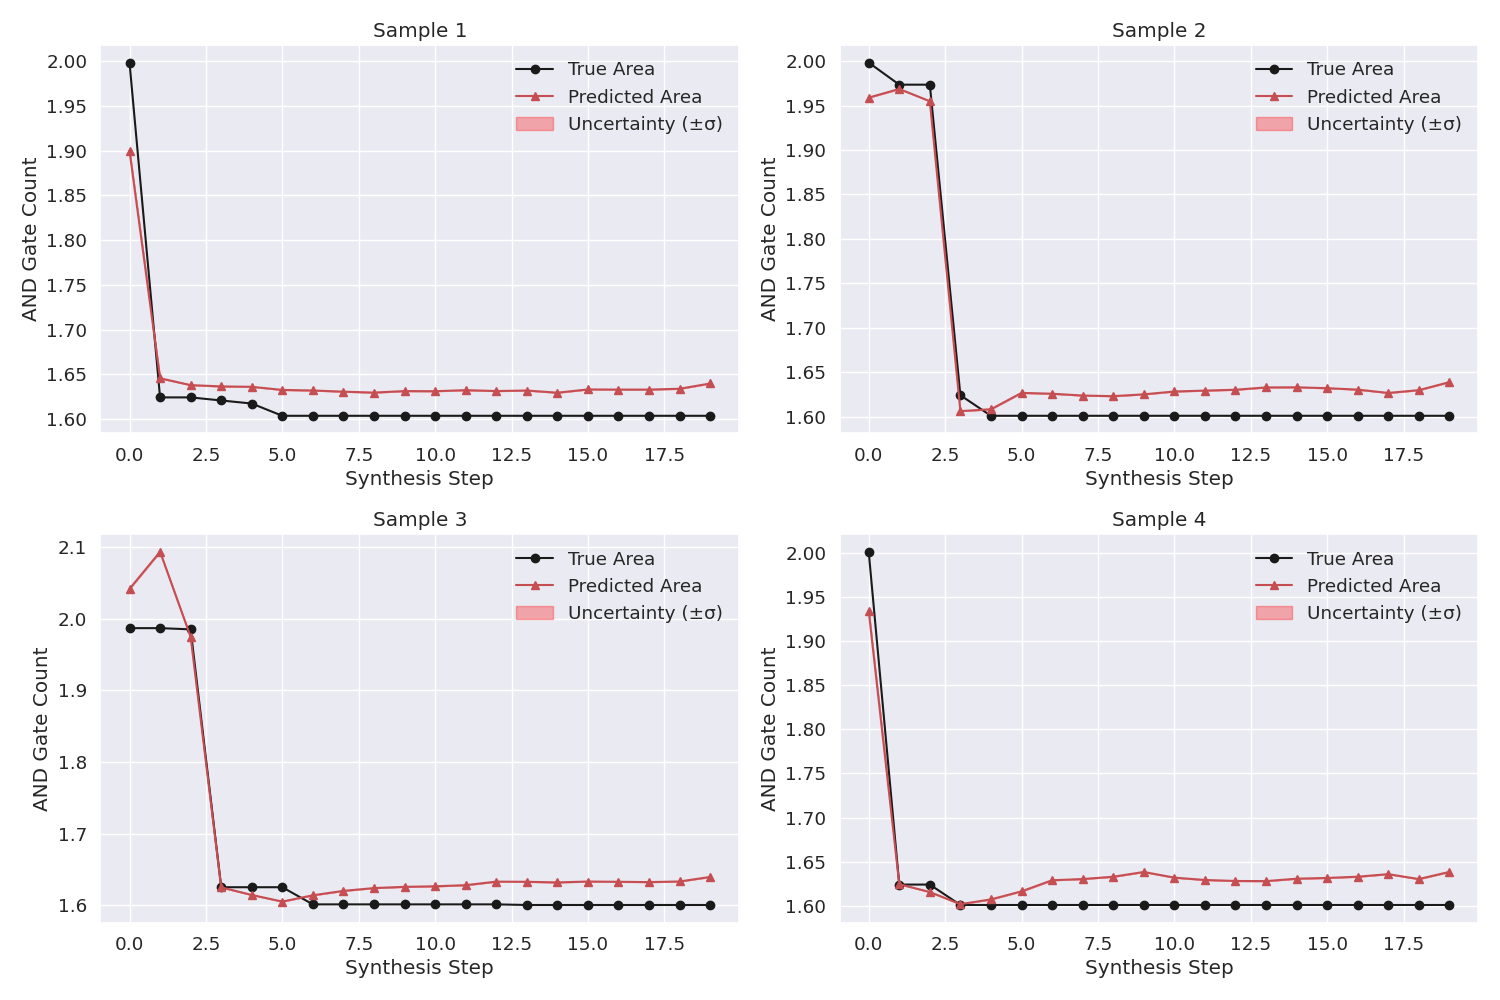 Sample 1
2.00
1.95
1.90
1.85
1.80
1.75
1.70
1.65
1.60
AND Gate Count
True Area
Predicted Area
Uncertainty (±σ)
0.0 2.5 5.0 7.5 10.0 12.5 15.0 17.5
Synthesis Step
Sample 2
2.00
1.95
1.90
1.85
1.80
1.75
1.70
1.65
1.60
AND Gate Count
True Area
Predicted Area
Uncertainty (±σ)
0.0 2.5 5.0 7.5 10.0 12.5 15.0 17.5
Synthesis Step
Sample 3
2.1
2.0
1.9
1.8
1.7
1.6
AND Gate Count
True Area
Predicted Area
Uncertainty (±σ)
0.0 2.5 5.0 7.5 10.0 12.5 15.0 17.5
Synthesis Step
Sample 4
2.00
1.95
1.90
1.85
1.80
1.75
1.70
1.65
1.60
AND Gate Count
True Area
Predicted Area
Uncertainty (±σ)
0.0 2.5 5.0 7.5 10.0 12.5 15.0 17.5
Synthesis Step